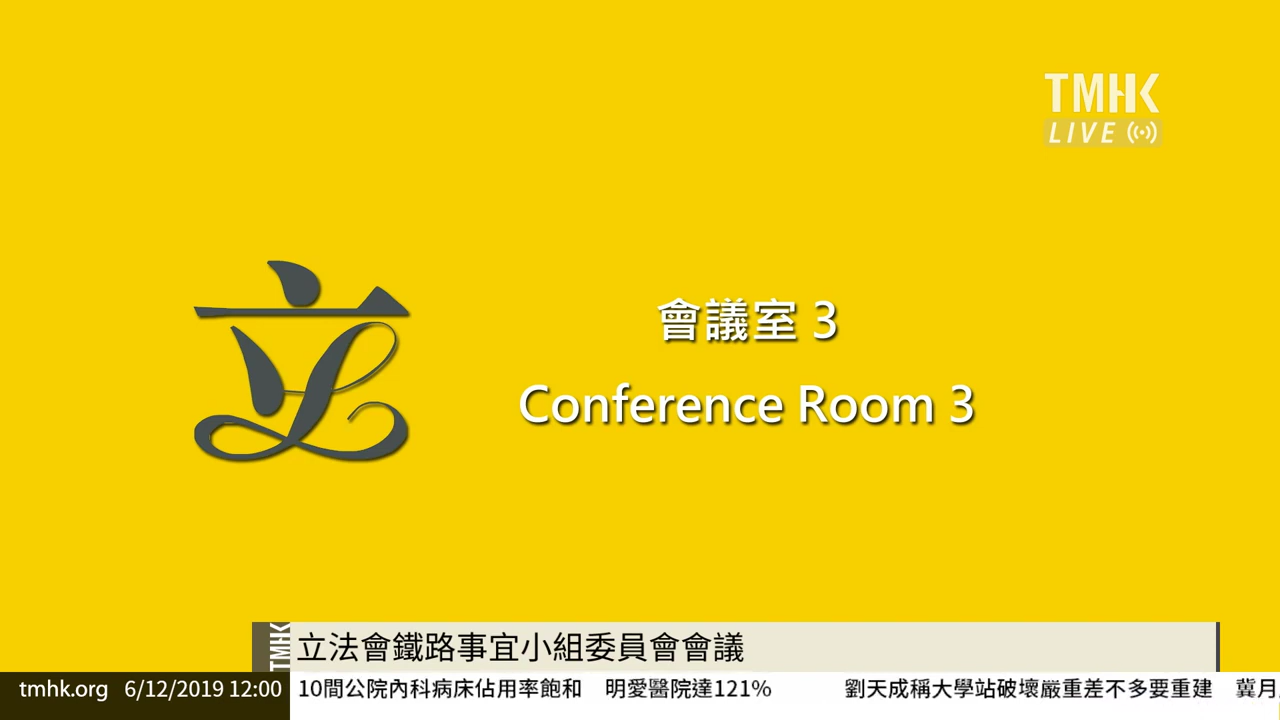 TMHK
LIVE
立
會議室 3
Conference Room 3
TMHK
立法會鐵路事宜小組委員會會議
tmhk.org 6/12/2019 12:00 10間公院內科病床佔用率飽和 明愛醫院達121% 劉天成稱大學站破壞嚴重差不多要重建 冀月